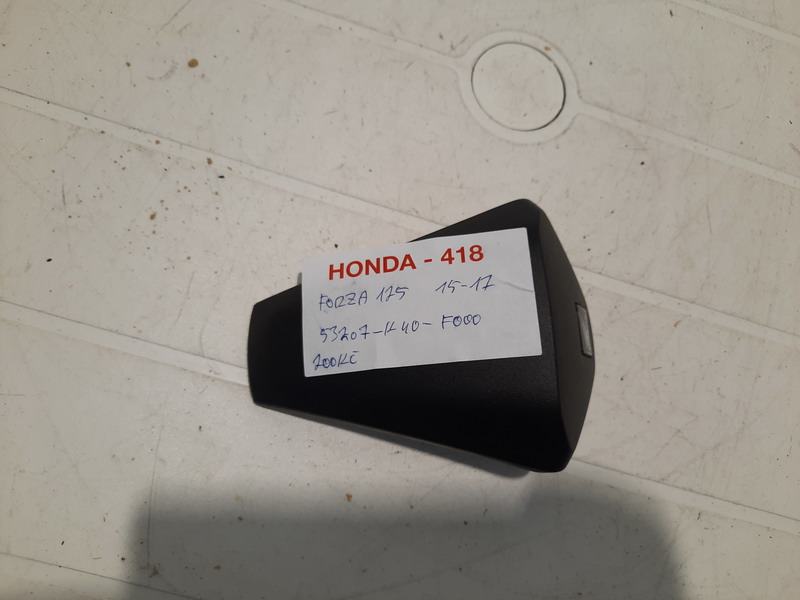 HONDA - 418
FORZA 125 15-17
53207-K40-F000
200Kč